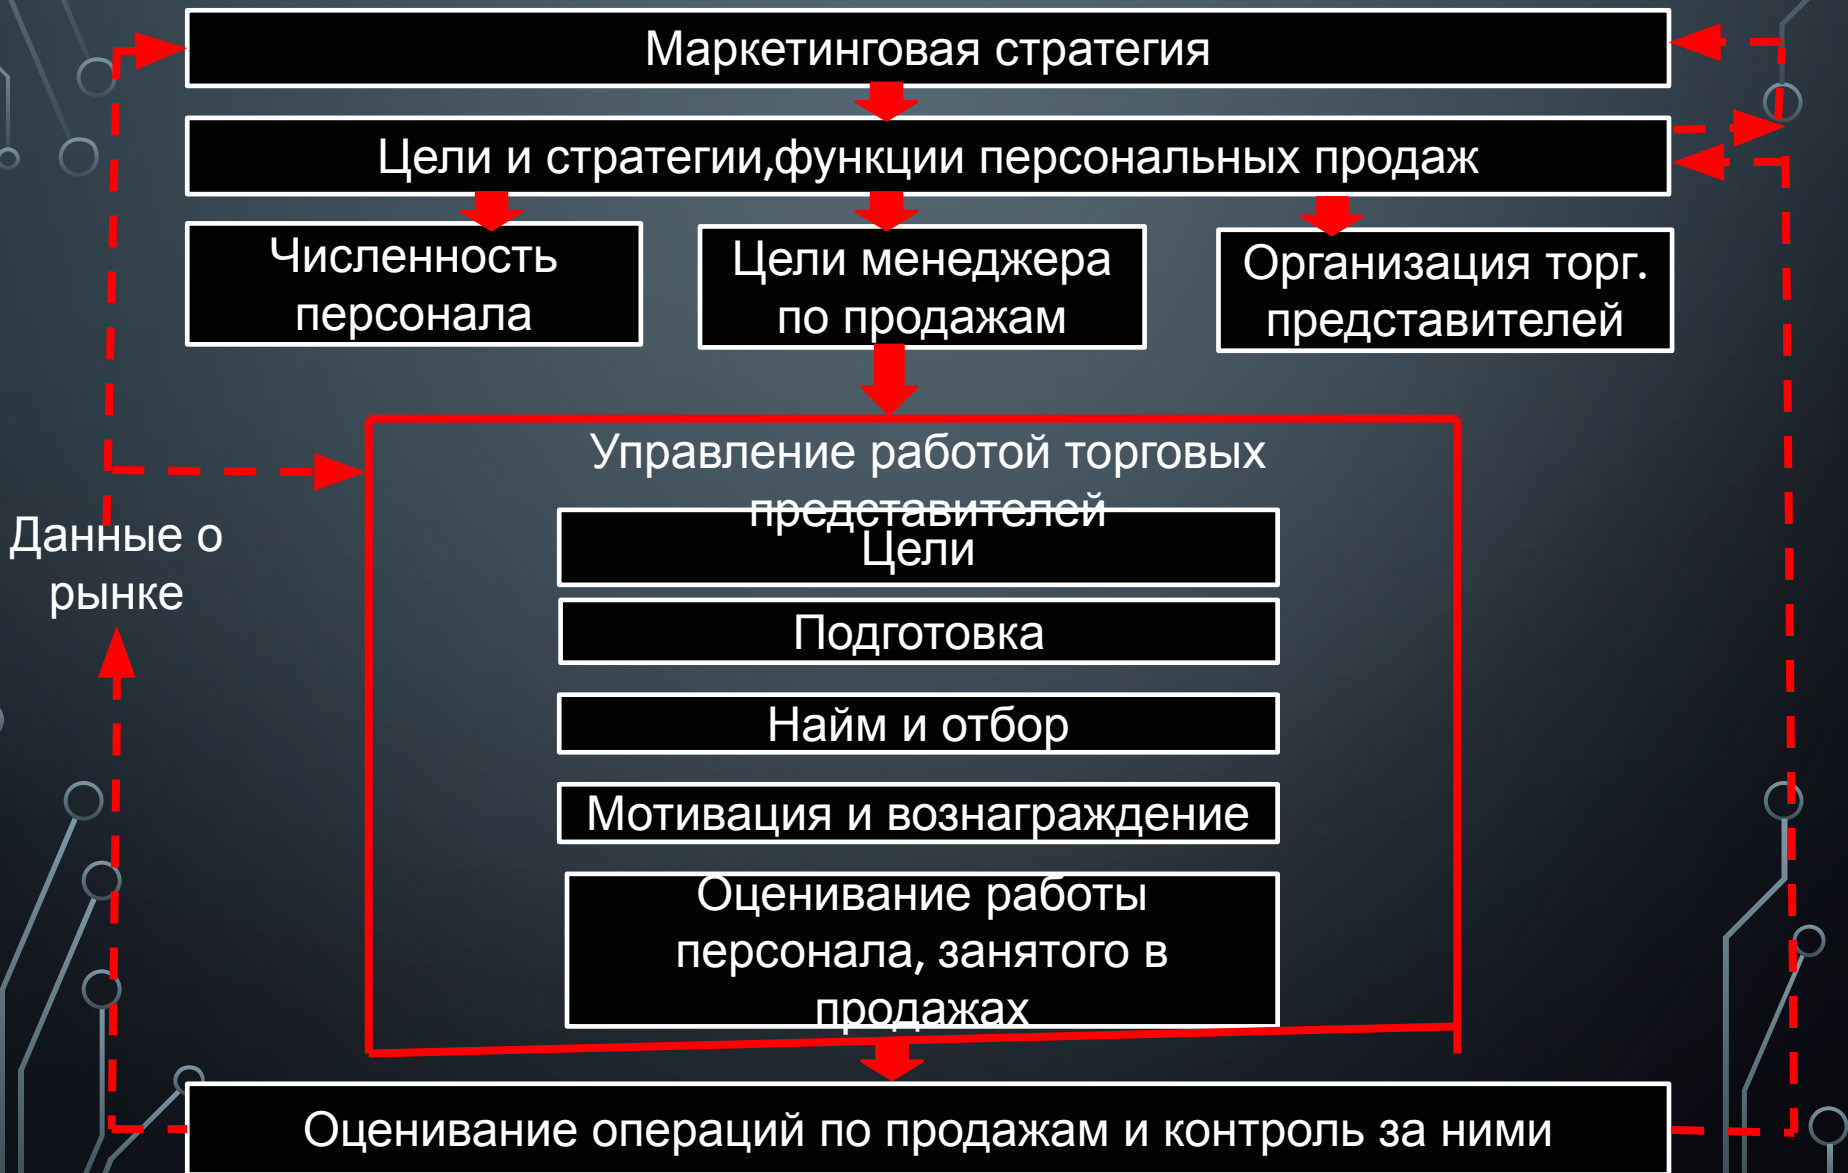 Маркетинговая стратегия
Цели и стратегии,функции персональных продаж
Численность
персонала
Цели менеджера
по продажам
Организация торг.
представителей
Управление работой торговых
представителей
Цели
Данные о
рынке
Подготовка
Найм и отбор
Мотивация и вознаграждение
Оценивание работы
персонала, занятого в
продажах
Оценивание операций по продажам и контроль за ними